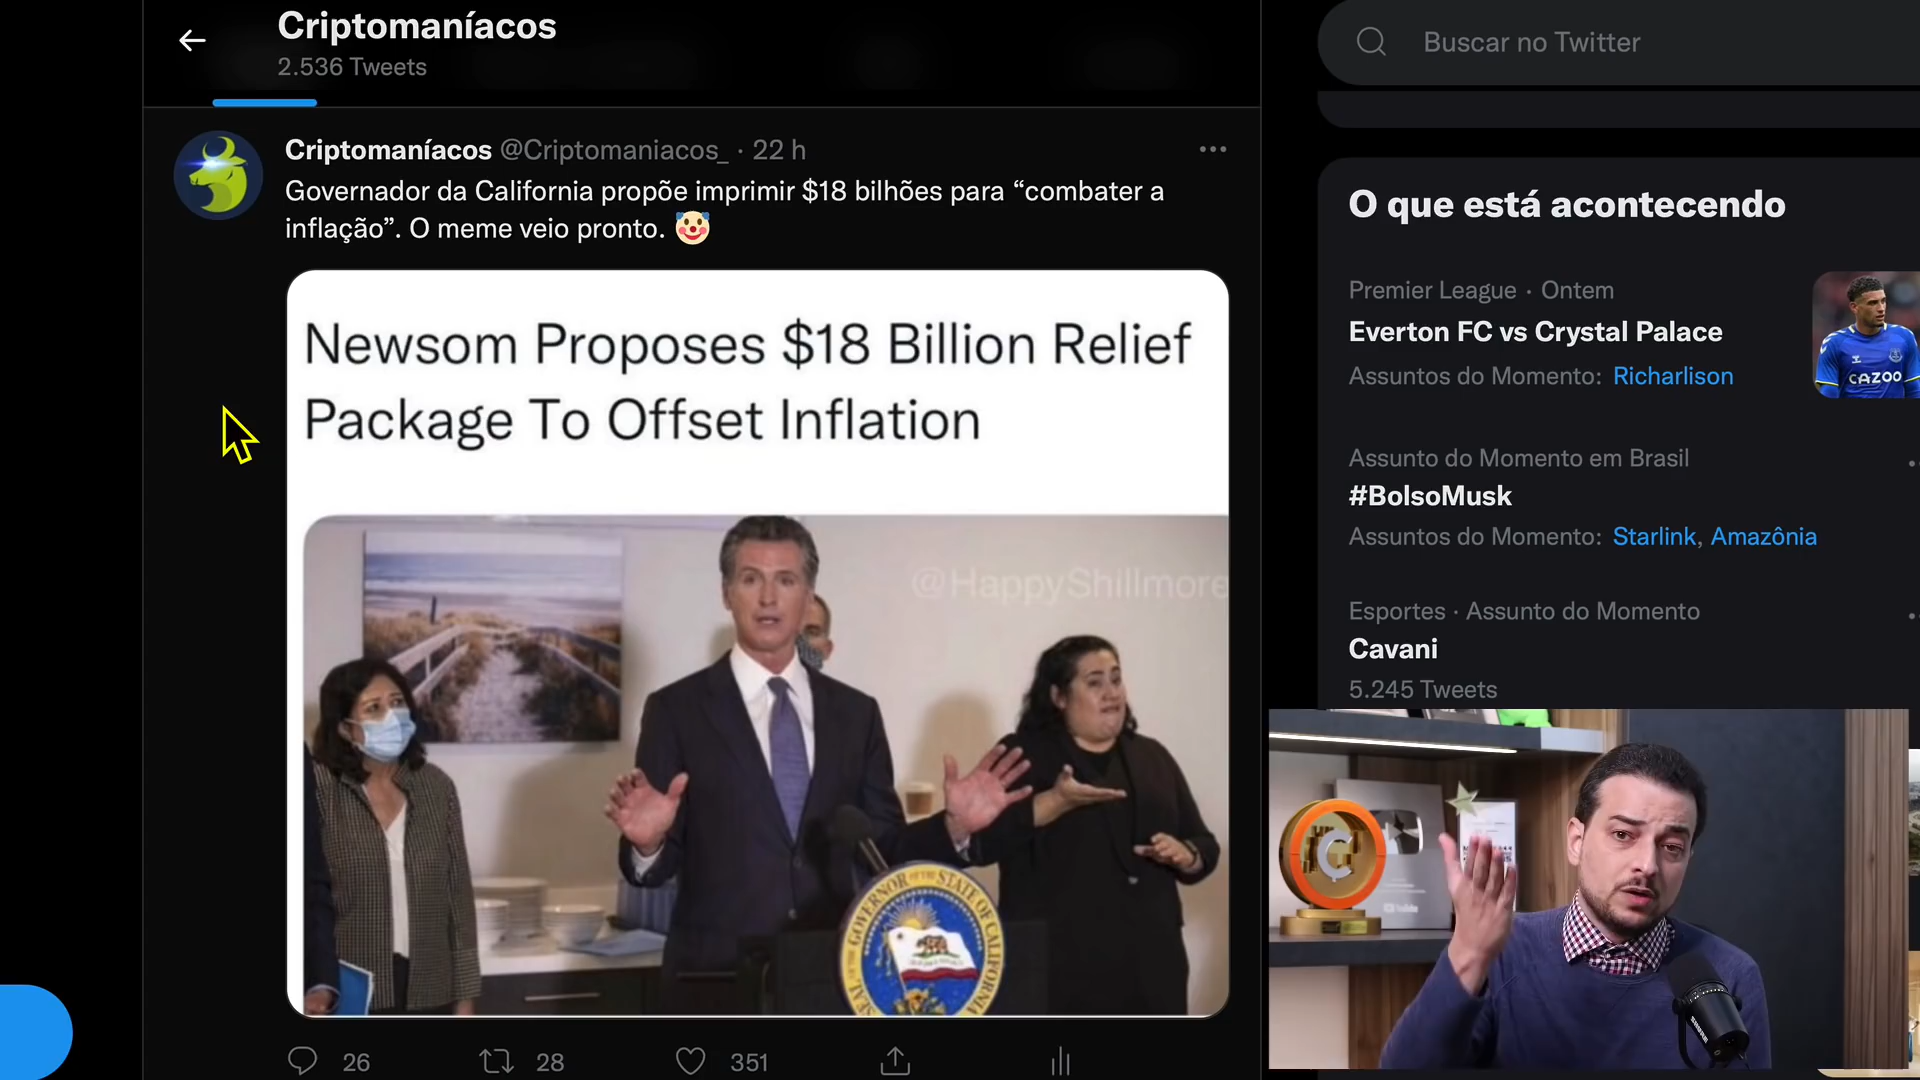 Criptomaníacos
2.536 Tweets
Criptomaníacos @Criptomaniacos_ · 22 h
Governador da California propõe imprimir $18 bilhões para “combater a
inflação”. O meme veio pronto. 🤡
Newsom Proposes $18 Billion Relief
Package To Offset Inflation
@HappyShillmore
GOVERNOR OF THE STATE OF CALIFORNIA
26
28
351
Buscar no Twitter
O que está acontecendo
Premier League · Ontem
Everton FC vs Crystal Palace
Assuntos do Momento: Richarlison
CAZOO
Assunto do Momento em Brasil
#BolsoMusk
Assuntos do Momento: Starlink, Amazônia
Esportes · Assunto do Momento
Cavani
5.245 Tweets